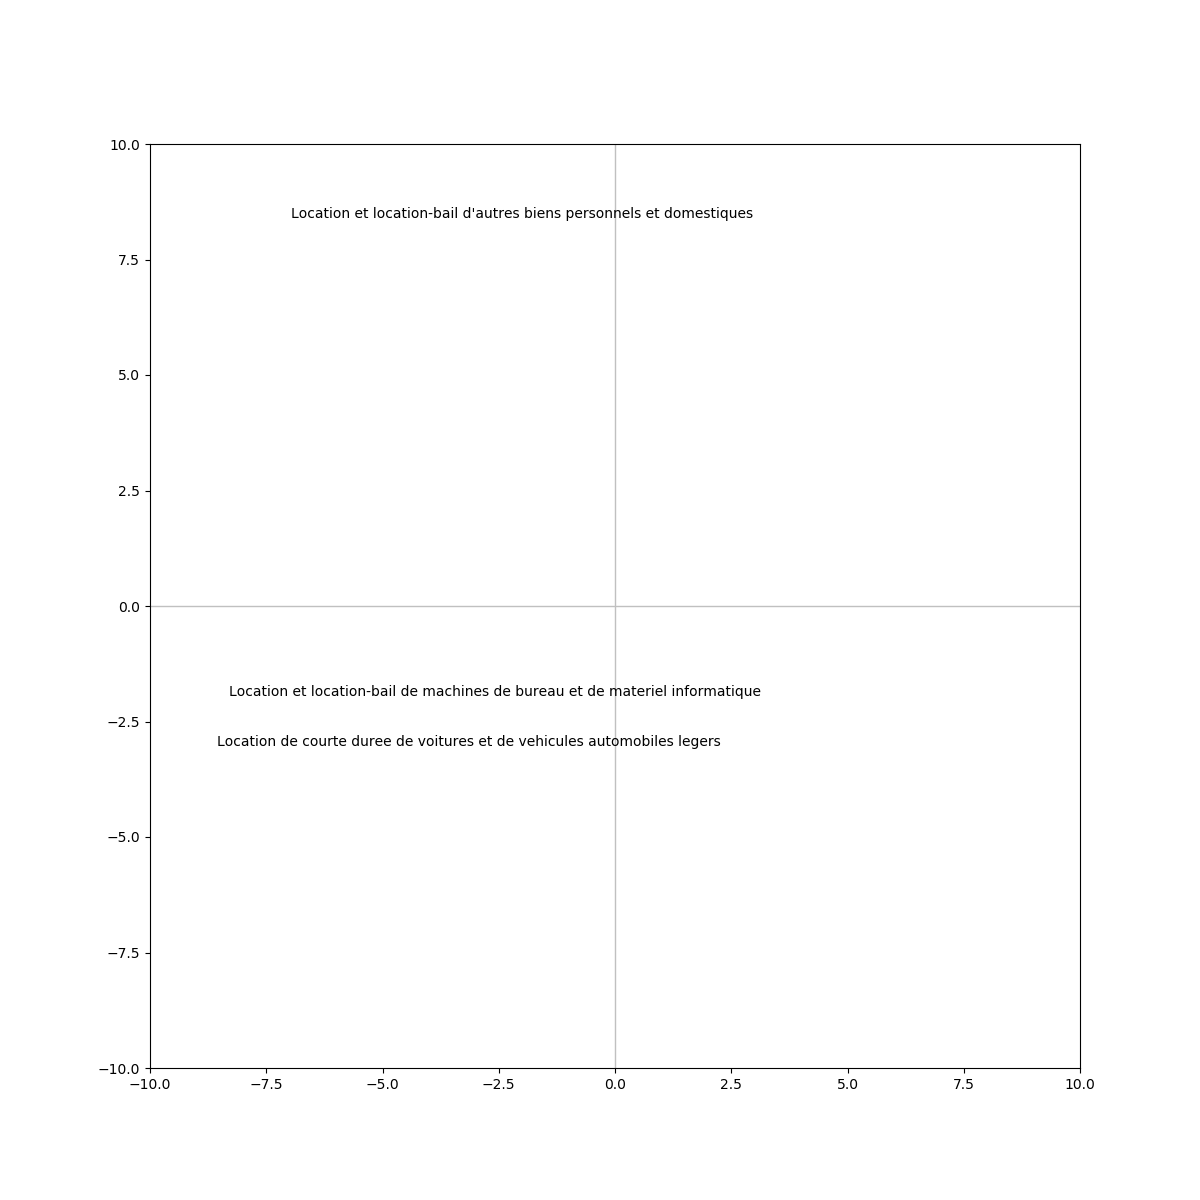 10.0
Location et location-bail d'autres biens personnels et domestiques
7.5
5.0
2.5
0.0
Location et location-bail de machines de bureau et de materiel informatique
−2.5
Location de courte duree de voitures et de vehicules automobiles legers
−5.0
−7.5
−10.0
−10.0 −7.5 −5.0 −2.5 0.0 2.5 5.0 7.5 10.0